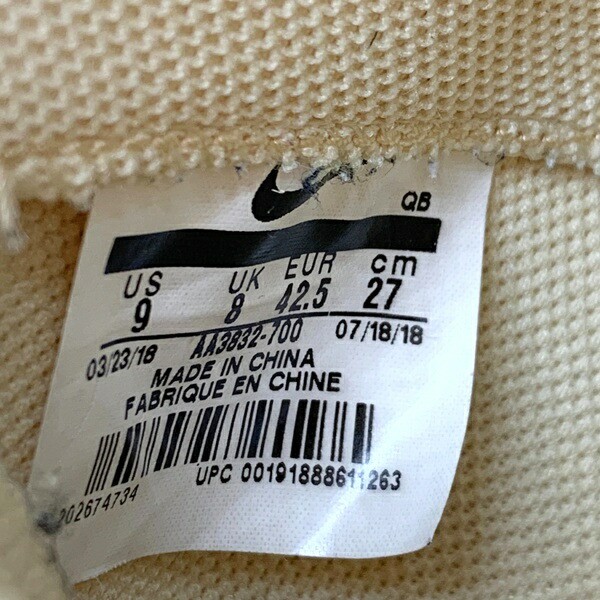 QB
US UK EUR cm
9 8 42.5 27
03/23/18 AA3832-700 07/18/18
MADE IN CHINA
FABRIQUE EN CHINE
UPC 00191888611263
202674734